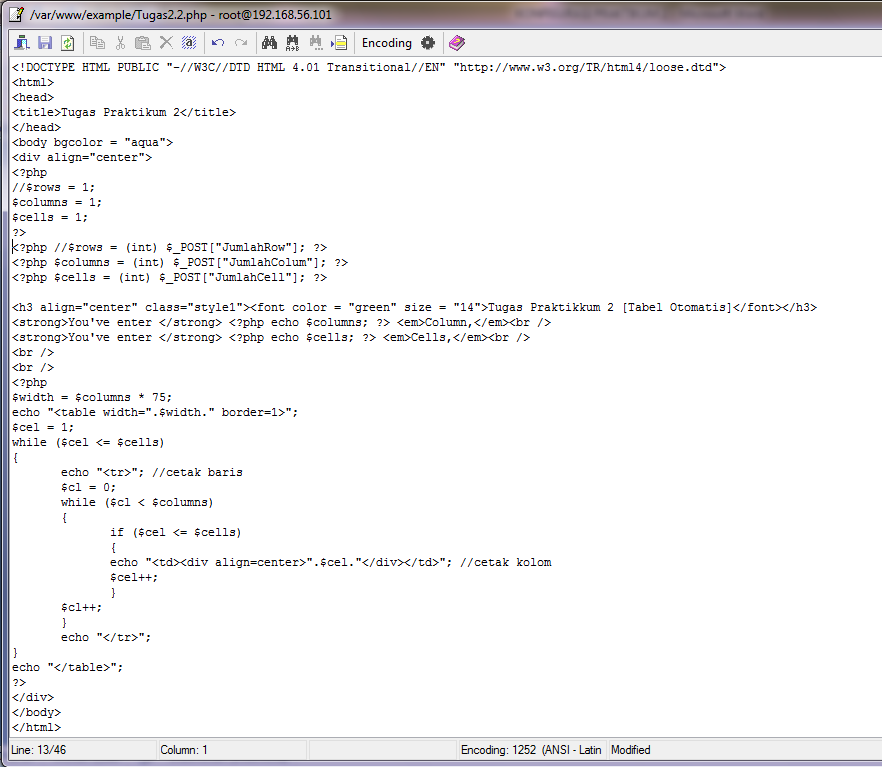 /var/www/example/Tugas2.2.php - root@192.168.56.101
Encoding
<!DOCTYPE HTML PUBLIC "-//W3C//DTD HTML 4.01 Transitional//EN" "http://www.w3.org/TR/html4/loose.dtd">
<html>
<head>
<title>Tugas Praktikum 2</title>
</head>
<body bgcolor = "aqua">
<div align="center">
<?php
//$rows = 1;
$columns = 1;
$cells = 1;
?>
<?php //$rows = (int) $_POST["JumlahRow"]; ?>
<?php $columns = (int) $_POST["JumlahColum"]; ?>
<?php $cells = (int) $_POST["JumlahCell"]; ?>
<h3 align="center" class="style1"><font color = "green" size = "14">Tugas Praktikkum 2 [Tabel Otomatis]</font></h3>
<strong>You've enter </strong> <?php echo $columns; ?> <em>Column,</em><br />
<strong>You've enter </strong> <?php echo $cells; ?> <em>Cells,</em><br />
<br />
<br />
<?php
$width = $columns * 75;
echo "<table width=".$width." border=1>";
$cel = 1;
while ($cel <= $cells)
{
echo "<tr>"; //cetak baris
$cl = 0;
while ($cl < $columns)
{
if ($cel <= $cells)
{
echo "<td><div align=center>".$cel."</div></td>"; //cetak kolom
$cel++;
}
$cl++;
}
echo "</tr>";
}
echo "</table>";
?>
</div>
</body>
</html>
Line: 13/46 Column: 1 Encoding: 1252 (ANSI - Latin Modified